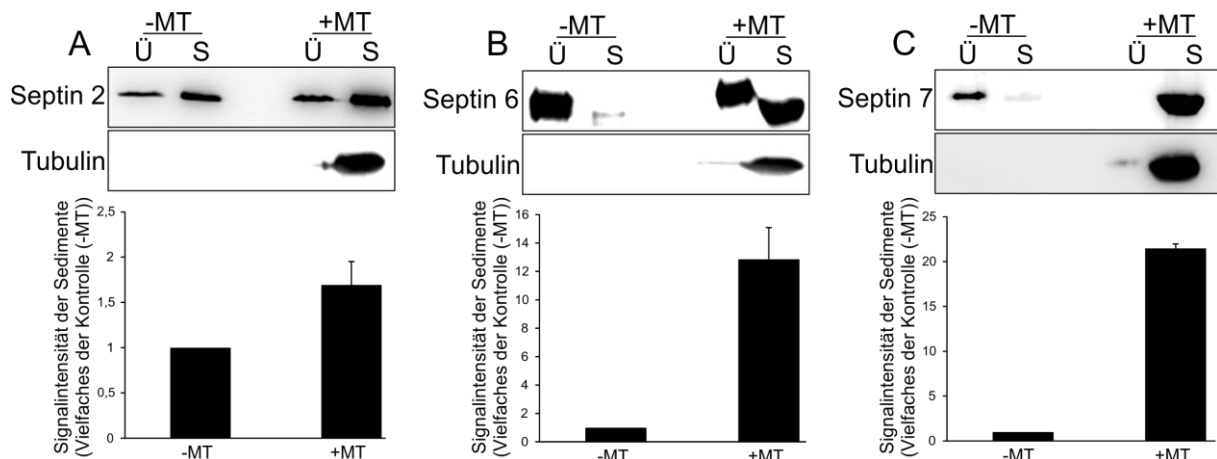 A
-MT
+MT
Ü S Ü S
Septin 2
Tubulin
Signalintensität der Sedimente
(Vielfaches der Kontrolle (-MT))
2,5
2
1,5
1
0,5
0
-MT +MT
B
-MT
+MT
Ü S Ü S
Septin 6
Tubulin
Signalintensität der Sedimente
(Vielfaches der Kontrolle (-MT))
16
14
12
10
8
6
4
2
0
-MT +MT
C
-MT
+MT
Ü S Ü S
Septin 7
Tubulin
Signalintensität der Sedimente
(Vielfaches der Kontrolle (-MT))
25
20
15
10
5
0
-MT +MT